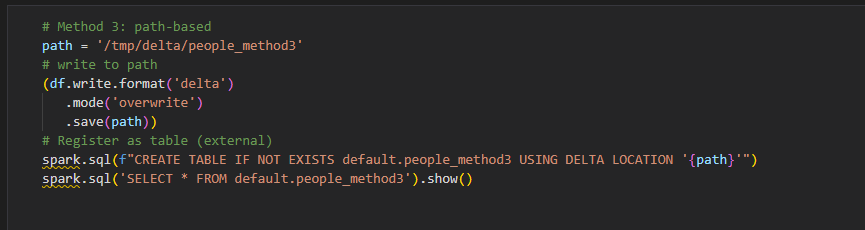 # Method 3: path-based
path = '/tmp/delta/people_method3'
# write to path
(df.write.format('delta')
   .mode('overwrite')
   .save(path))
# Register as table (external)
spark.sql(f"CREATE TABLE IF NOT EXISTS default.people_method3 USING DELTA LOCATION '{path}'")
spark.sql('SELECT * FROM default.people_method3').show()